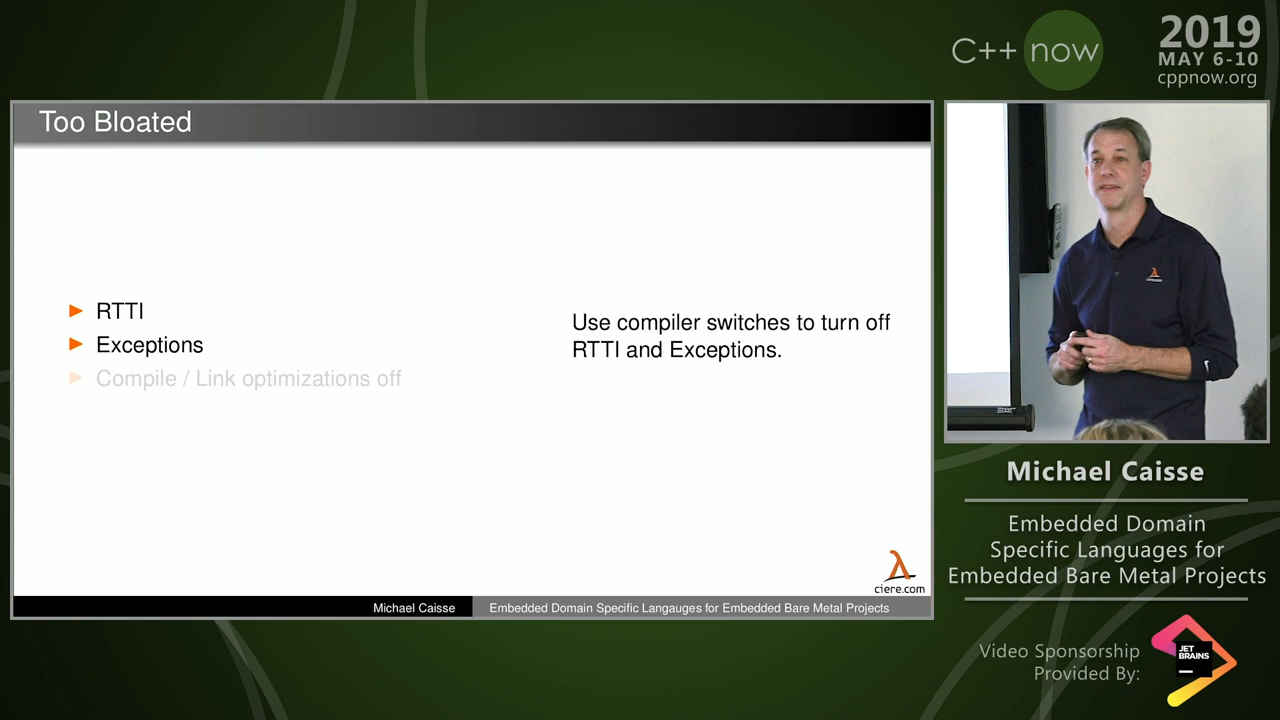 C++ now
2019
MAY 6-10
cppnow.org
Too Bloated
RTTI
Exceptions
Compile / Link optimizations off
Use compiler switches to turn off
RTTI and Exceptions.
ciere.com
Michael Caisse
Embedded Domain Specific Langauges for Embedded Bare Metal Projects
Michael Caisse
Embedded Domain
Specific Languages for
Embedded Bare Metal Projects
Video Sponsorship
Provided By:
JET
BRAINS